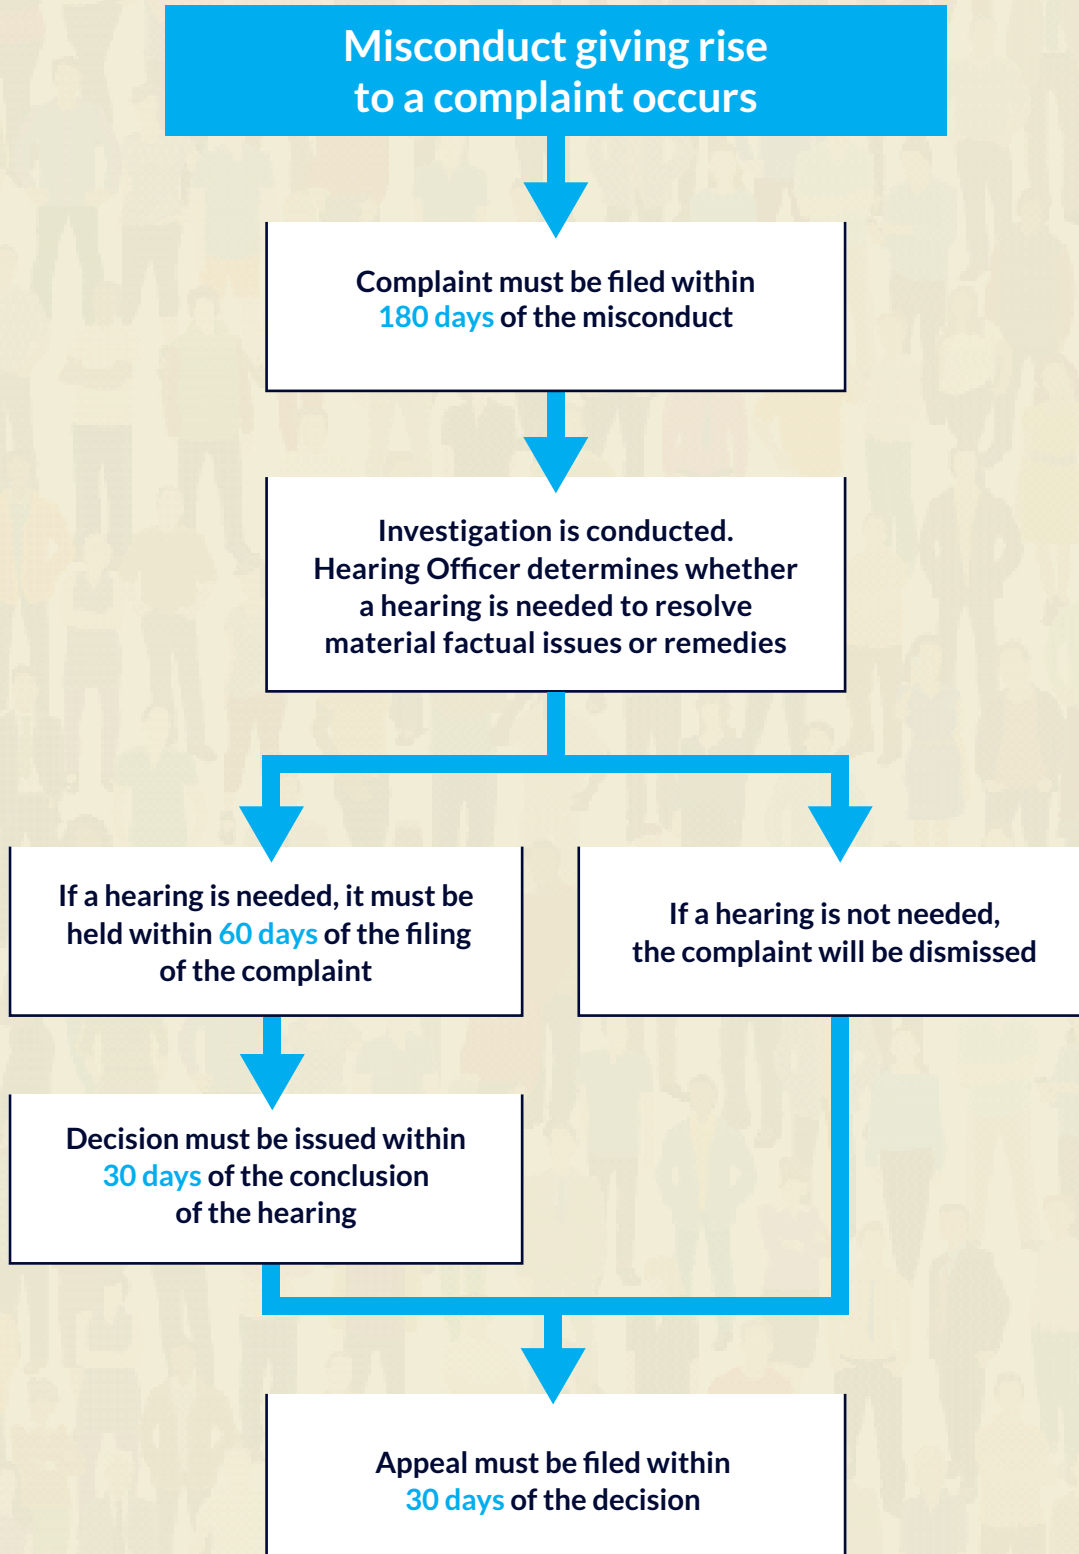 Misconduct giving rise
to a complaint occurs
Complaint must be filed within
180 days of the misconduct
Investigation is conducted.
Hearing Officer determines whether
a hearing is needed to resolve
material factual issues or remedies
If a hearing is needed, it must be
held within 60 days of the filing
of the complaint
If a hearing is not needed,
the complaint will be dismissed
Decision must be issued within
30 days of the conclusion
of the hearing
Appeal must be filed within
30 days of the decision